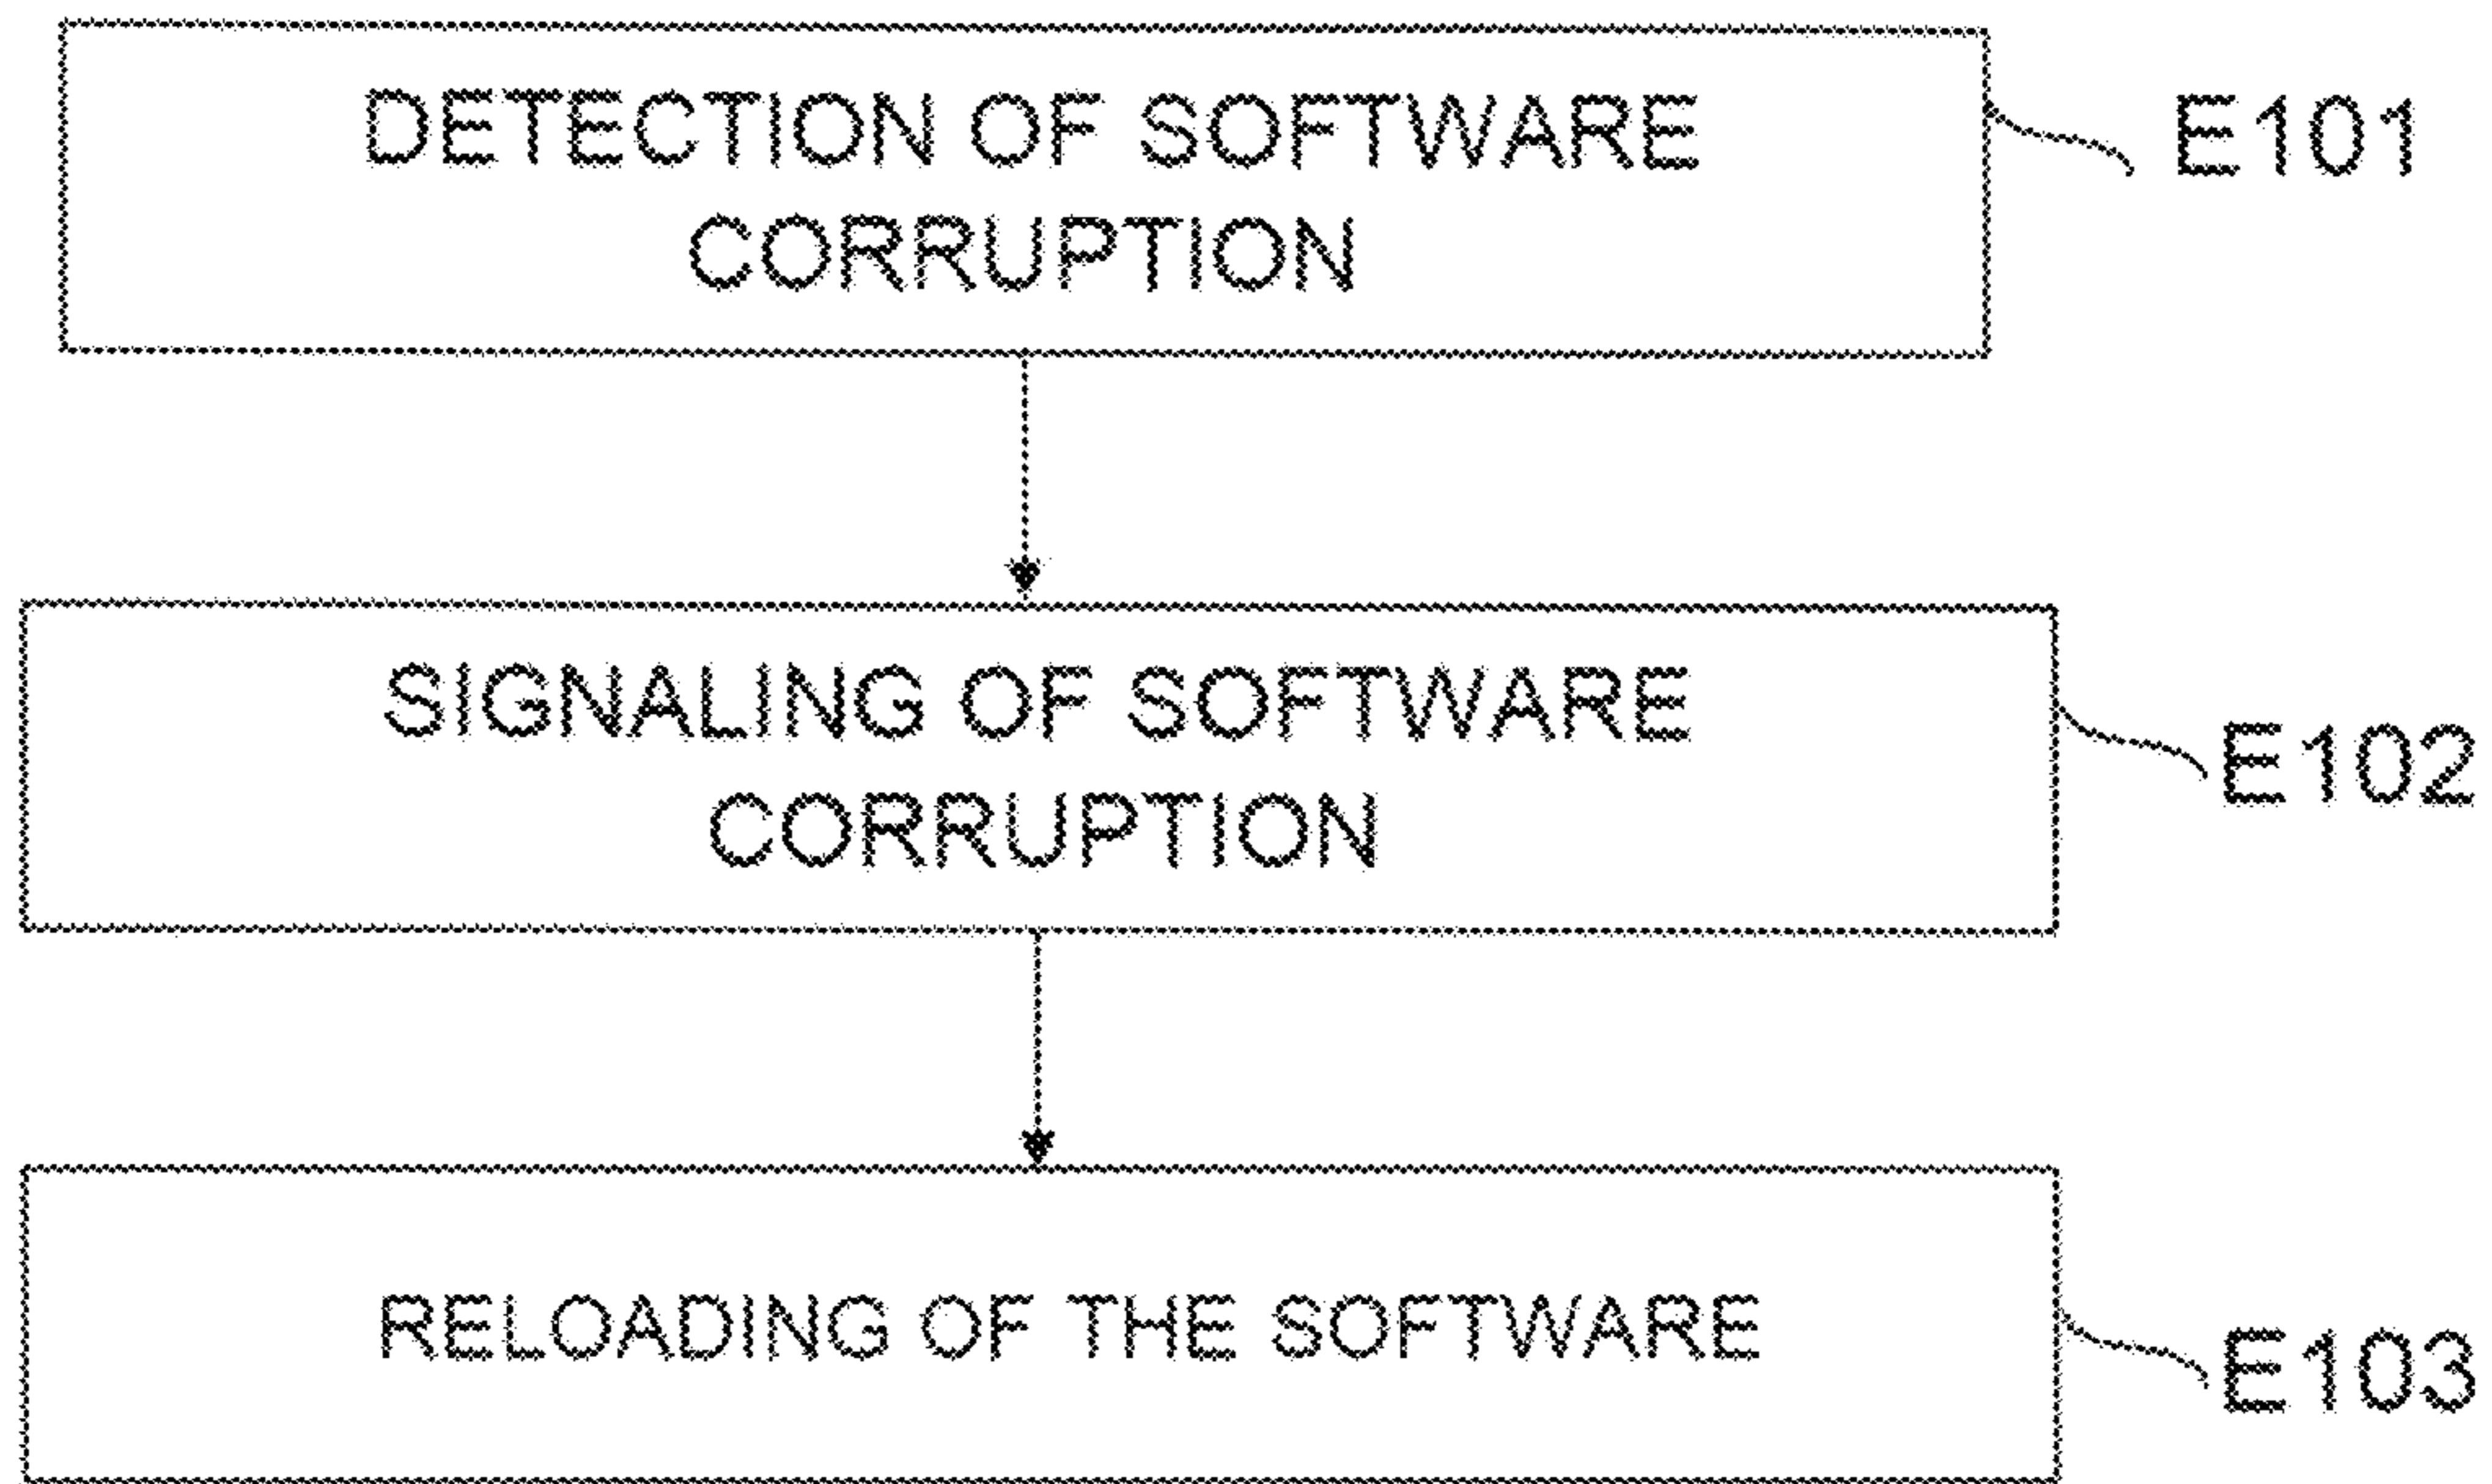 DETECTION OF SOFTWARE
CORRUPTION
E101
SIGNALING OF SOFTWARE
CORRUPTION
E102
RELOADING OF THE SOFTWARE
E103